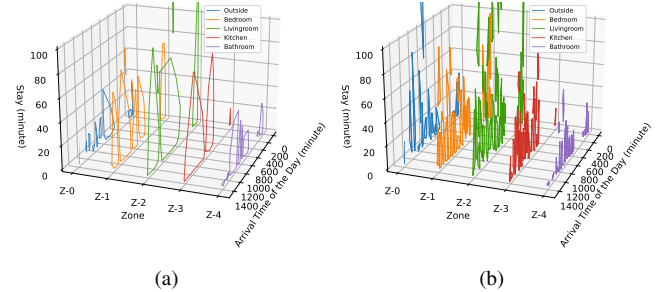 Outside
Bedroom
Livingroom
Kitchen
Bathroom
100
80
60
40
20
0
Stay (minute)
Z-0
Z-1
Z-2
Z-3
Z-4
Zone
0
200
400
600
800
1000
1200
1400
Arrival Time of the Day (minute)
(a)
Outside
Bedroom
Livingroom
Kitchen
Bathroom
100
80
60
40
20
0
Stay (minute)
Z-0
Z-1
Z-2
Z-3
Z-4
Zone
0
200
400
600
800
1000
1200
1400
Arrival Time of the Day (minute)
(b)